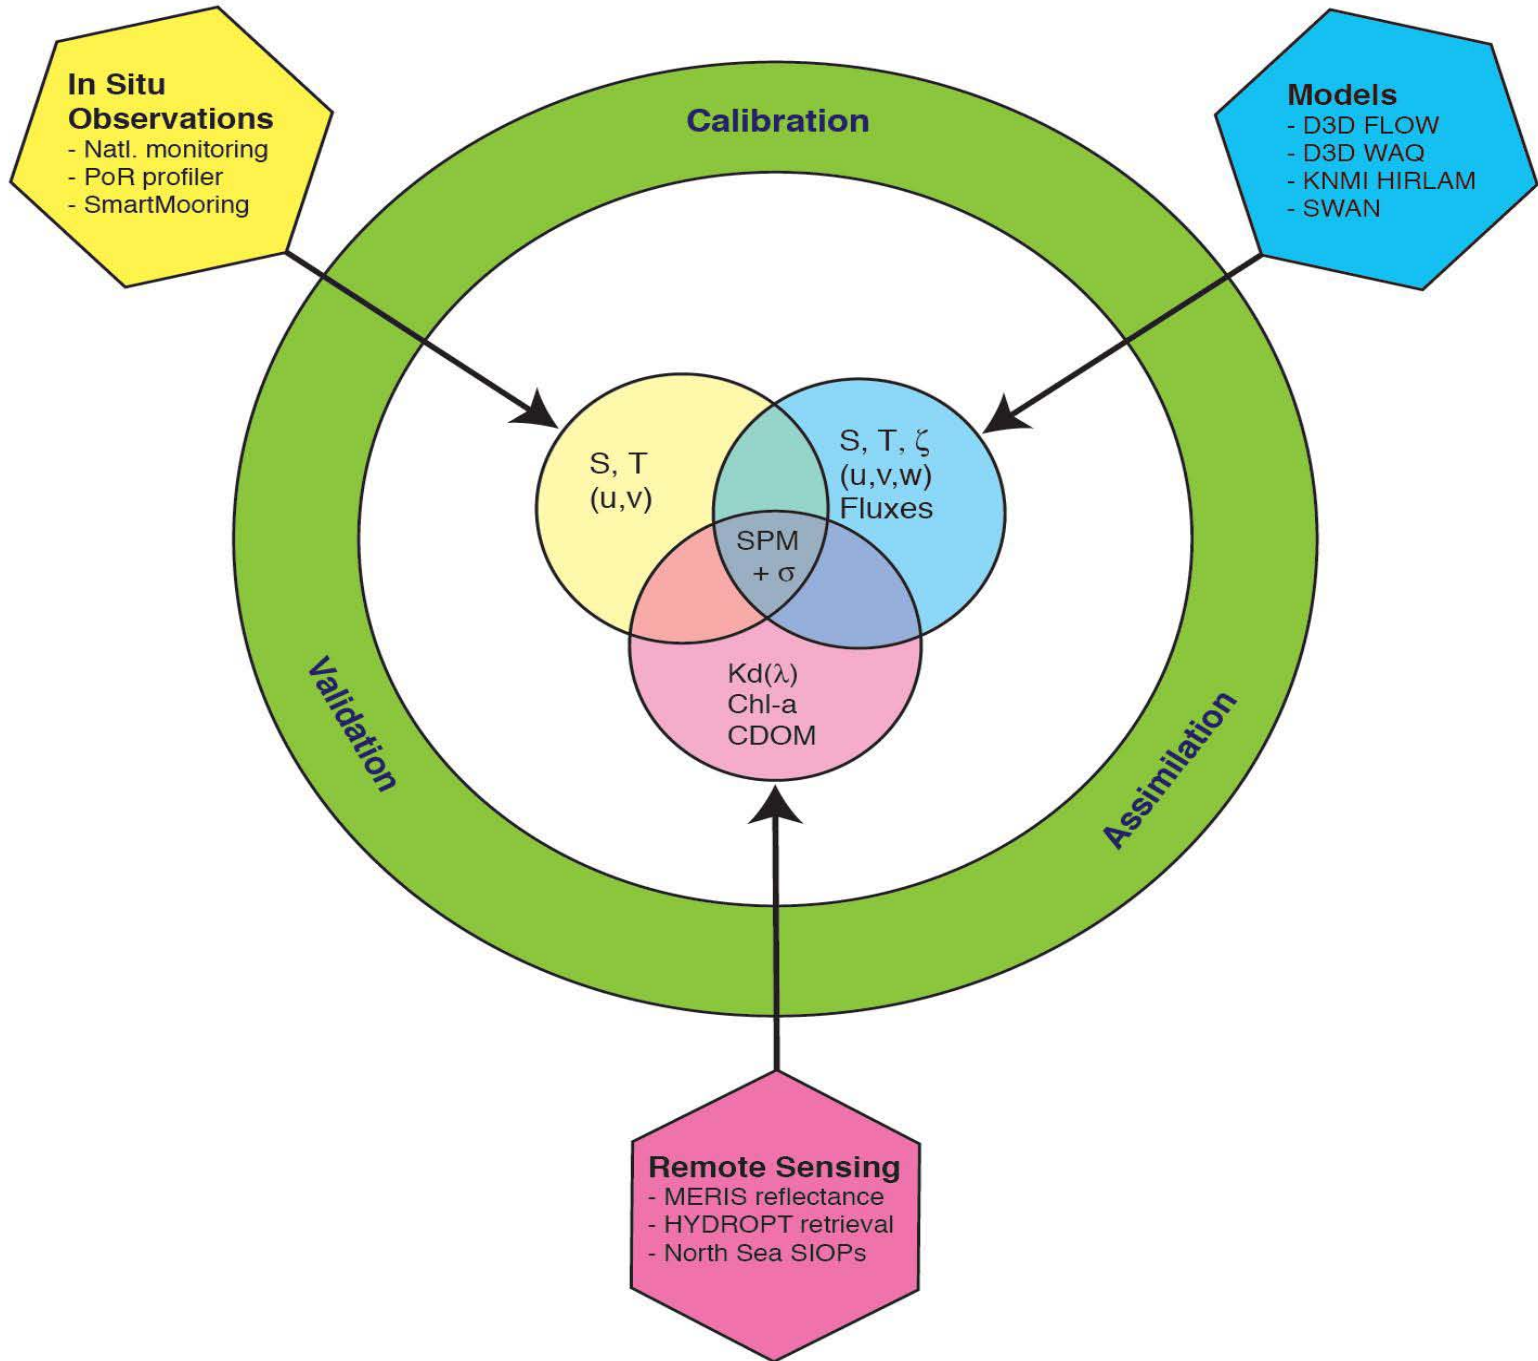 In Situ
Observations
- Natl. monitoring
- PoR profiler
- SmartMooring
Calibration
Models
- D3D FLOW
- D3D WAQ
- KNMI HIRLAM
- SWAN
S, T
(u,v)
S, T, ζ
(u,v,w)
Fluxes
SPM
+ σ
Kd(λ)
Chl-a
CDOM
Validation
Assimilation
Remote Sensing
- MERIS reflectance
- HYDROPT retrieval
- North Sea SIOPs